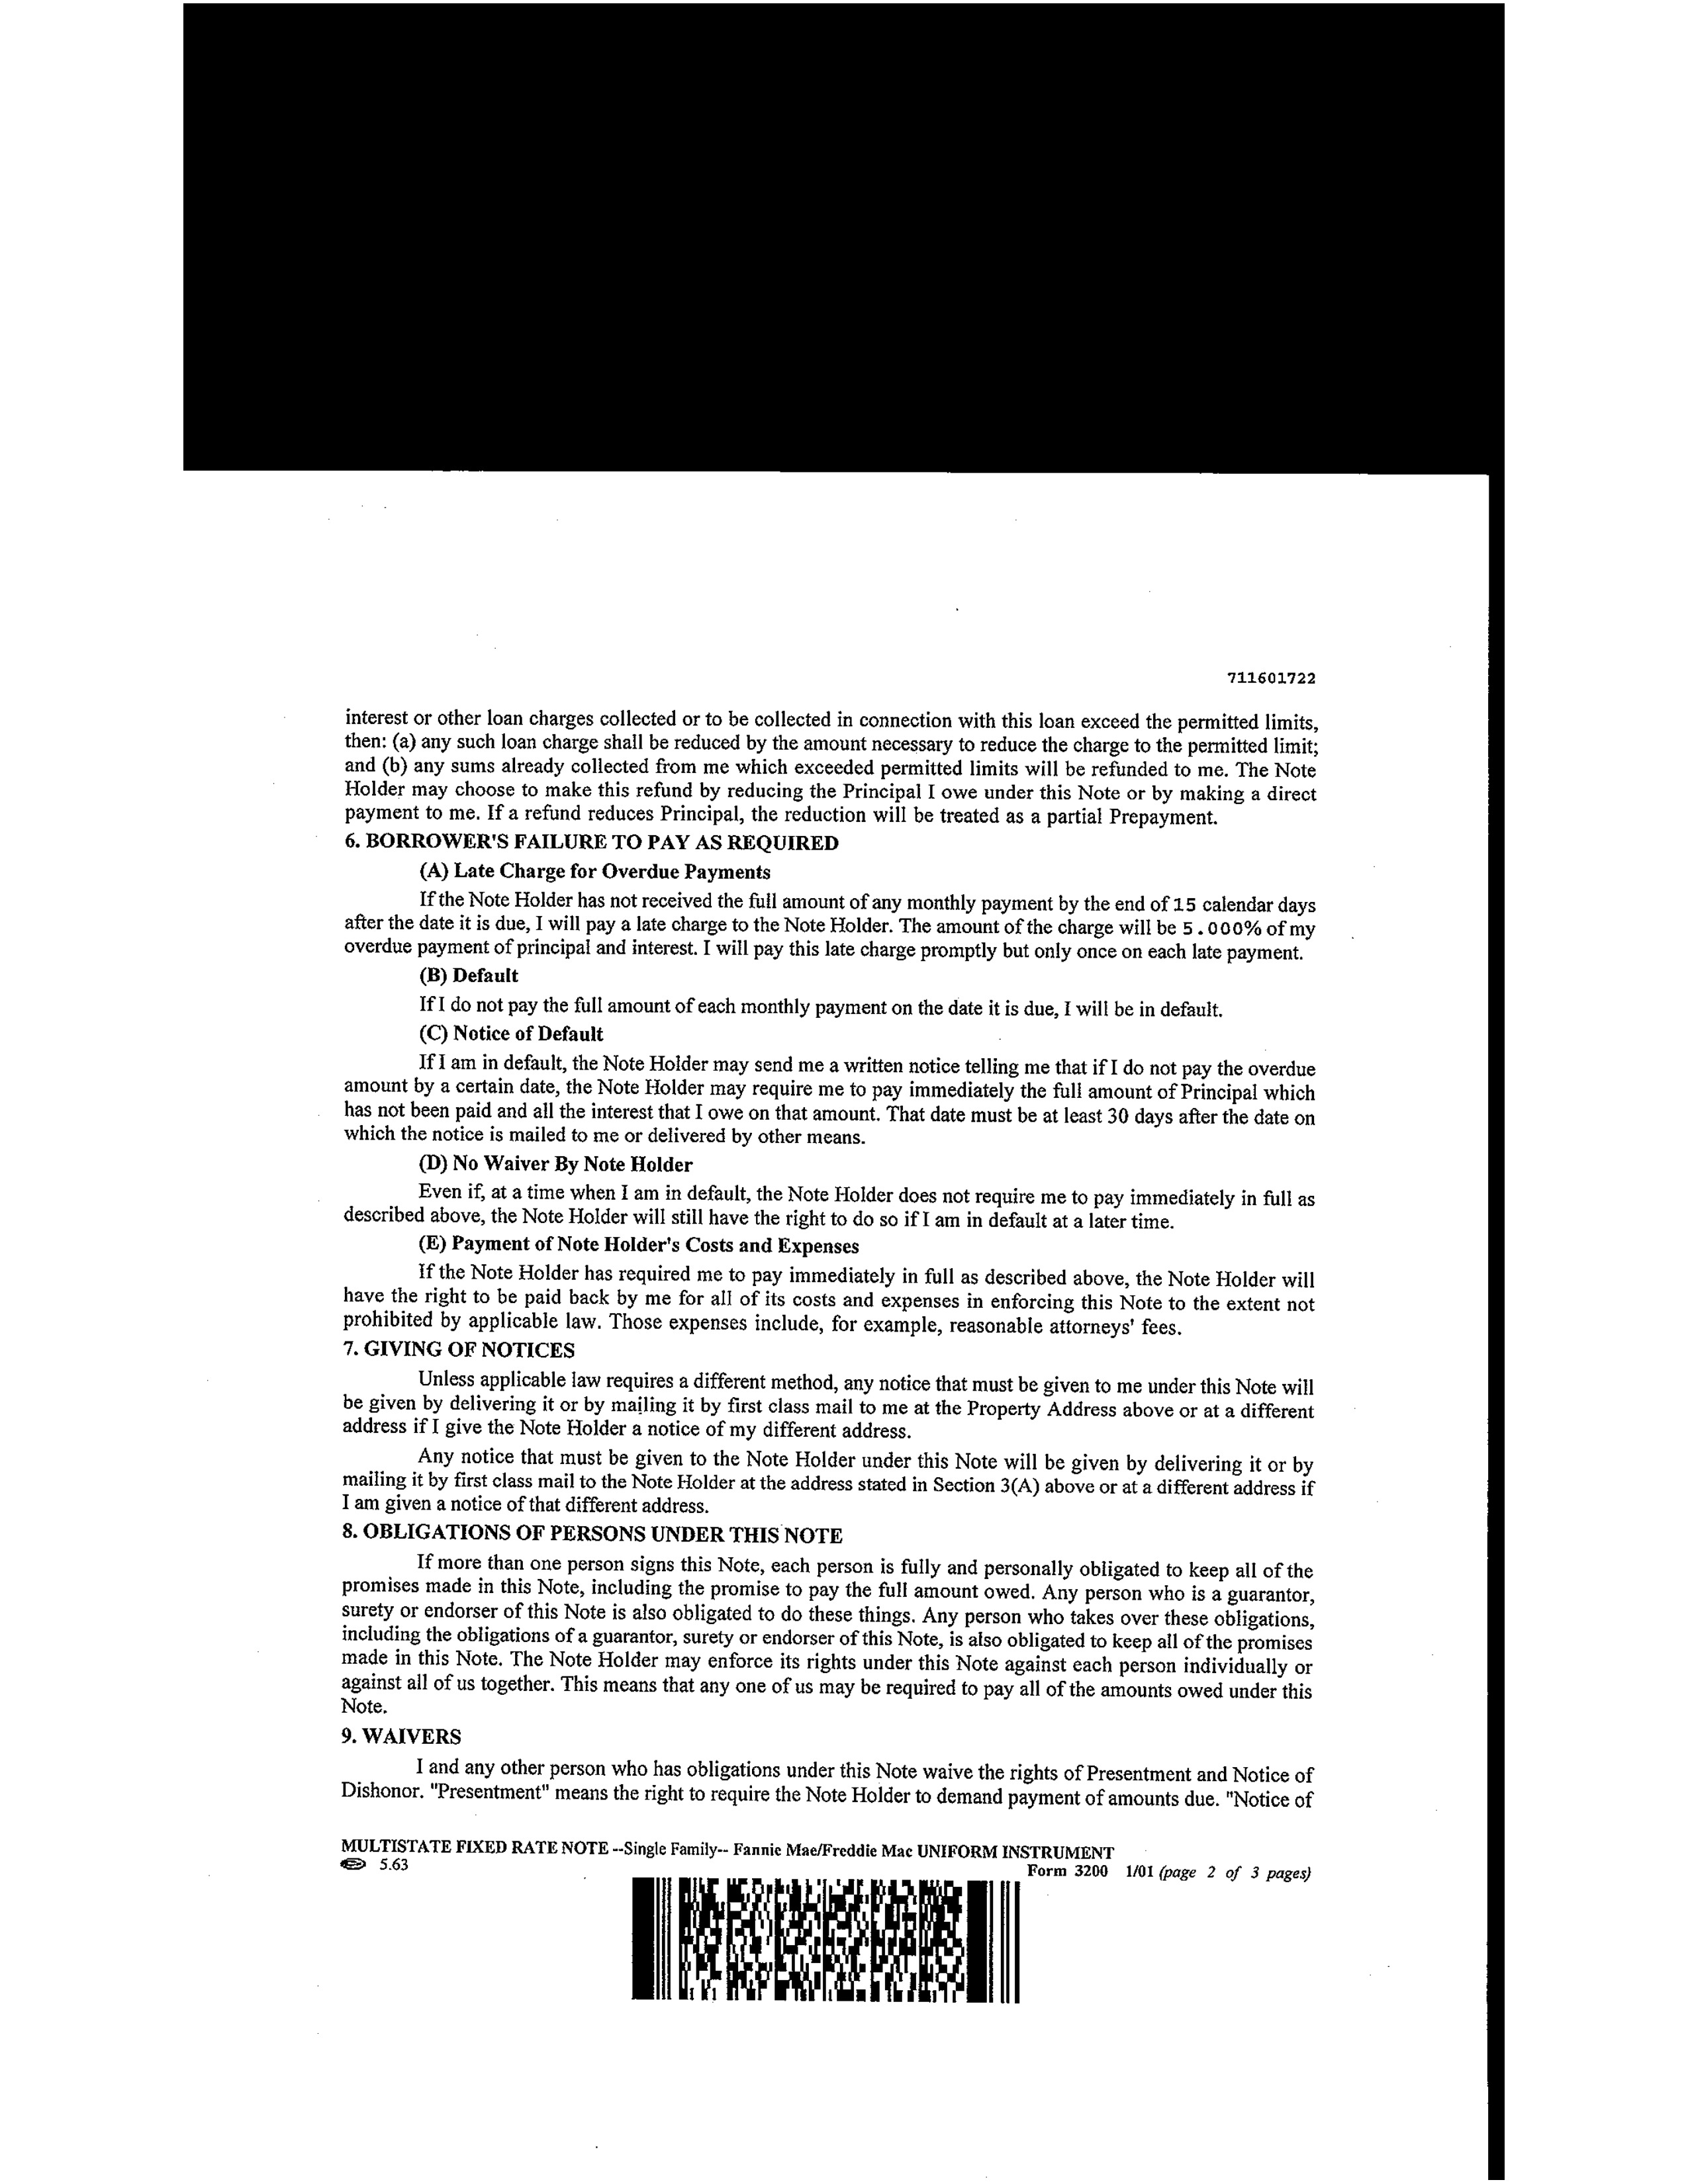 711601722
interest or other loan charges collected or to be collected in connection with this loan exceed the permitted limits,
then: (a) any such loan charge shall be reduced by the amount necessary to reduce the charge to the permitted limit;
and (b) any sums already collected from me which exceeded permitted limits will be refunded to me. The Note
Holder may choose to make this refund by reducing the Principal I owe under this Note or by making a direct
payment to me. If a refund reduces Principal, the reduction will be treated as a partial Prepayment.
6. BORROWER'S FAILURE TO PAY AS REQUIRED
(A) Late Charge for Overdue Payments
If the Note Holder has not received the full amount of any monthly payment by the end of 15 calendar days
after the date it is due, I will pay a late charge to the Note Holder. The amount of the charge will be 5.000% of my
overdue payment of principal and interest. I will pay this late charge promptly but only once on each late payment.
(B) Default
If I do not pay the full amount of each monthly payment on the date it is due, I will be in default.
(C) Notice of Default
If I am in default, the Note Holder may send me a written notice telling me that if I do not pay the overdue
amount by a certain date, the Note Holder may require me to pay immediately the full amount of Principal which
has not been paid and all the interest that I owe on that amount. That date must be at least 30 days after the date on
which the notice is mailed to me or delivered by other means.
(D) No Waiver By Note Holder
Even if, at a time when I am in default, the Note Holder does not require me to pay immediately in full as
described above, the Note Holder will still have the right to do so if I am in default at a later time.
(E) Payment of Note Holder's Costs and Expenses
If the Note Holder has required me to pay immediately in full as described above, the Note Holder will
have the right to be paid back by me for all of its costs and expenses in enforcing this Note to the extent not
prohibited by applicable law. Those expenses include, for example, reasonable attorneys' fees.
7. GIVING OF NOTICES
Unless applicable law requires a different method, any notice that must be given to me under this Note will
be given by delivering it or by mailing it by first class mail to me at the Property Address above or at a different
address if I give the Note Holder a notice of my different address.
Any notice that must be given to the Note Holder under this Note will be given by delivering it or by
mailing it by first class mail to the Note Holder at the address stated in Section 3(A) above or at a different address if
I am given a notice of that different address.
8. OBLIGATIONS OF PERSONS UNDER THIS NOTE
If more than one person signs this Note, each person is fully and personally obligated to keep all of the
promises made in this Note, including the promise to pay the full amount owed. Any person who is a guarantor,
surety or endorser of this Note is also obligated to do these things. Any person who takes over these obligations,
including the obligations of a guarantor, surety or endorser of this Note, is also obligated to keep all of the promises
made in this Note. The Note Holder may enforce its rights under this Note against each person individually or
against all of us together. This means that any one of us may be required to pay all of the amounts owed under this
Note.
9. WAIVERS
I and any other person who has obligations under this Note waive the rights of Presentment and Notice of
Dishonor. "Presentment" means the right to require the Note Holder to demand payment of amounts due. "Notice of
MULTISTATE FIXED RATE NOTE --Single Family-- Fannie Mae/Freddie Mac UNIFORM INSTRUMENT
5.63
Form 3200 1/01 (page 2 of 3 pages)